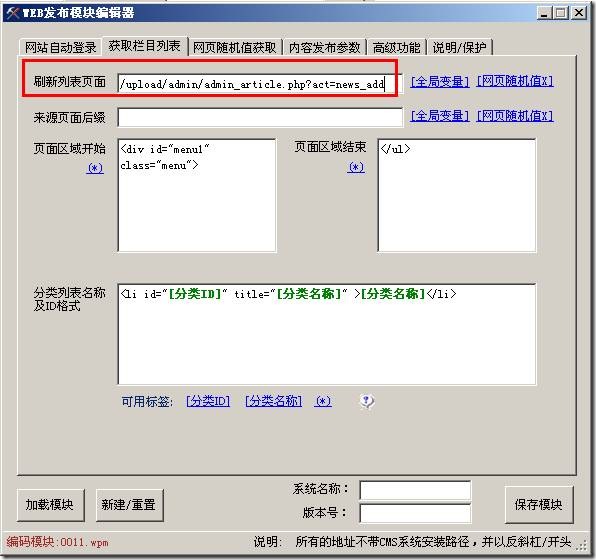 WEB发布模块编辑器
网站自动登录 获取栏目列表 网页随机值获取 内容发布参数 高级功能 说明/保护
刷新列表页面 /upload/admin/admin_article.php?act=news_add [全局变量] [网页随机值X]
来源页面后缀 [全局变量] [网页随机值X]
页面区域开始 (*)
<div id="menu1"
class="menu">
页面区域结束 (*)
</ul>
分类列表名称
及ID格式
<li id="[分类ID]" title="[分类名称]" >[分类名称]</li>
可用标签: [分类ID] [分类名称] (*) ?
加载模块 新建/重置
系统名称：
版本号：
保存模块
编码模块:0011.wpm 说明: 所有的地址不带CMS系统安装路径，并以反斜杠/开头